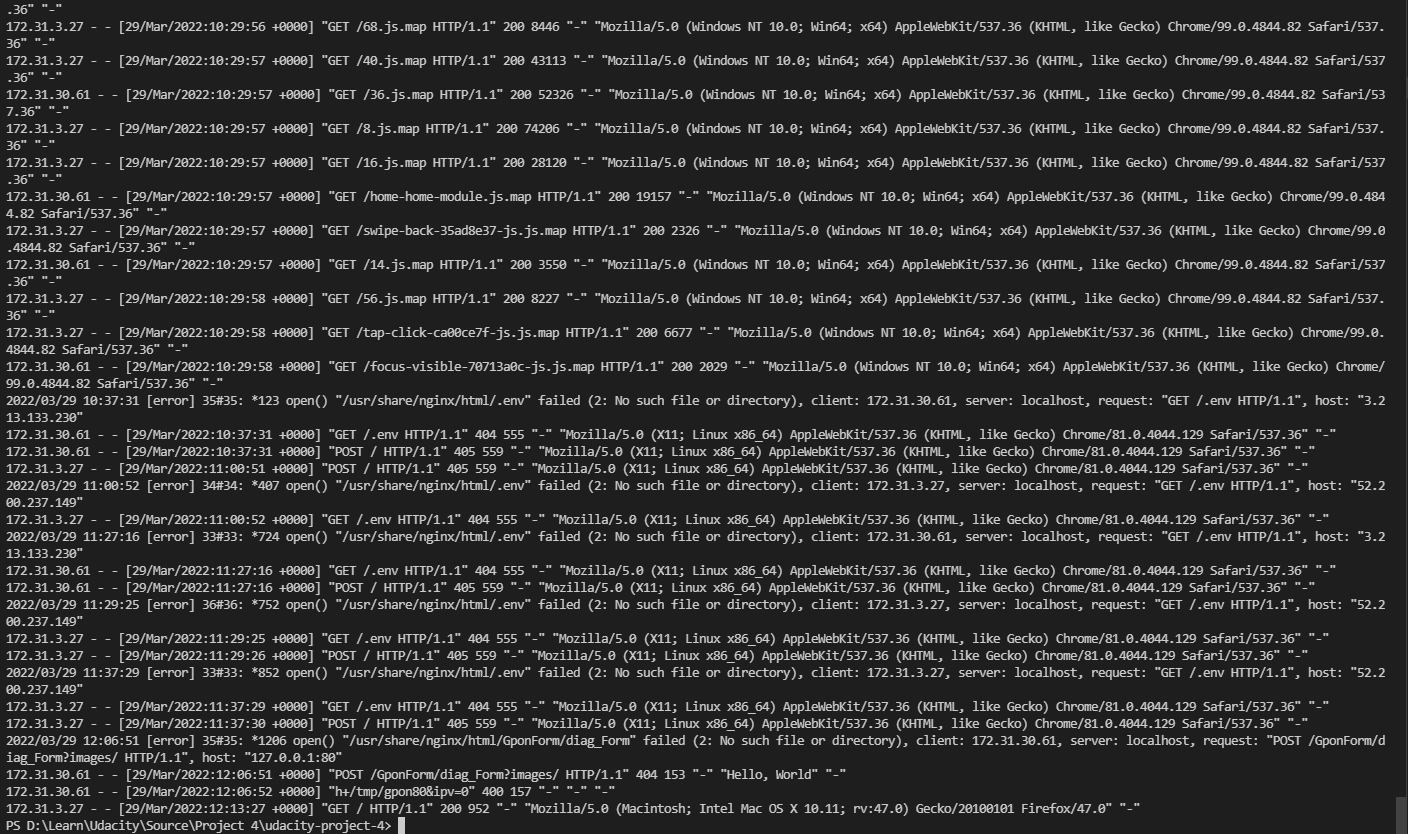 .36" "-"
172.31.3.27 - - [29/Mar/2022:10:29:56 +0000] "GET /68.js.map HTTP/1.1" 200 8446 "-" "Mozilla/5.0 (Windows NT 10.0; Win64; x64) AppleWebKit/537.36 (KHTML, like Gecko) Chrome/99.0.4844.82 Safari/537.
36" "-"
172.31.3.27 - - [29/Mar/2022:10:29:57 +0000] "GET /40.js.map HTTP/1.1" 200 43113 "-" "Mozilla/5.0 (Windows NT 10.0; Win64; x64) AppleWebKit/537.36 (KHTML, like Gecko) Chrome/99.0.4844.82 Safari/537
.36" "-"
172.31.30.61 - - [29/Mar/2022:10:29:57 +0000] "GET /36.js.map HTTP/1.1" 200 52326 "-" "Mozilla/5.0 (Windows NT 10.0; Win64; x64) AppleWebKit/537.36 (KHTML, like Gecko) Chrome/99.0.4844.82 Safari/53
7.36" "-"
172.31.3.27 - - [29/Mar/2022:10:29:57 +0000] "GET /8.js.map HTTP/1.1" 200 74206 "-" "Mozilla/5.0 (Windows NT 10.0; Win64; x64) AppleWebKit/537.36 (KHTML, like Gecko) Chrome/99.0.4844.82 Safari/537.
36" "-"
172.31.3.27 - - [29/Mar/2022:10:29:57 +0000] "GET /16.js.map HTTP/1.1" 200 28120 "-" "Mozilla/5.0 (Windows NT 10.0; Win64; x64) AppleWebKit/537.36 (KHTML, like Gecko) Chrome/99.0.4844.82 Safari/537
.36" "-"
172.31.30.61 - - [29/Mar/2022:10:29:57 +0000] "GET /home-home-module.js.map HTTP/1.1" 200 19157 "-" "Mozilla/5.0 (Windows NT 10.0; Win64; x64) AppleWebKit/537.36 (KHTML, like Gecko) Chrome/99.0.484
4.82 Safari/537.36" "-"
172.31.3.27 - - [29/Mar/2022:10:29:57 +0000] "GET /swipe-back-35ad8e37-js.js.map HTTP/1.1" 200 2326 "-" "Mozilla/5.0 (Windows NT 10.0; Win64; x64) AppleWebKit/537.36 (KHTML, like Gecko) Chrome/99.0
.4844.82 Safari/537.36" "-"
172.31.30.61 - - [29/Mar/2022:10:29:57 +0000] "GET /14.js.map HTTP/1.1" 200 3550 "-" "Mozilla/5.0 (Windows NT 10.0; Win64; x64) AppleWebKit/537.36 (KHTML, like Gecko) Chrome/99.0.4844.82 Safari/537
.36" "-"
172.31.3.27 - - [29/Mar/2022:10:29:58 +0000] "GET /56.js.map HTTP/1.1" 200 8227 "-" "Mozilla/5.0 (Windows NT 10.0; Win64; x64) AppleWebKit/537.36 (KHTML, like Gecko) Chrome/99.0.4844.82 Safari/537.
36" "-"
172.31.3.27 - - [29/Mar/2022:10:29:58 +0000] "GET /tap-click-ca00ce7f-js.js.map HTTP/1.1" 200 6677 "-" "Mozilla/5.0 (Windows NT 10.0; Win64; x64) AppleWebKit/537.36 (KHTML, like Gecko) Chrome/99.0.
4844.82 Safari/537.36" "-"
172.31.30.61 - - [29/Mar/2022:10:29:58 +0000] "GET /focus-visible-70713a0c-js.js.map HTTP/1.1" 200 2029 "-" "Mozilla/5.0 (Windows NT 10.0; Win64; x64) AppleWebKit/537.36 (KHTML, like Gecko) Chrome/
99.0.4844.82 Safari/537.36" "-"
2022/03/29 10:37:31 [error] 35#35: *123 open() "/usr/share/nginx/html/.env" failed (2: No such file or directory), client: 172.31.30.61, server: localhost, request: "GET /.env HTTP/1.1", host: "3.2
13.133.230"
172.31.30.61 - - [29/Mar/2022:10:37:31 +0000] "GET /.env HTTP/1.1" 404 555 "-" "Mozilla/5.0 (X11; Linux x86_64) AppleWebKit/537.36 (KHTML, like Gecko) Chrome/81.0.4044.129 Safari/537.36" "-"
172.31.30.61 - - [29/Mar/2022:10:37:31 +0000] "POST / HTTP/1.1" 405 559 "-" "Mozilla/5.0 (X11; Linux x86_64) AppleWebKit/537.36 (KHTML, like Gecko) Chrome/81.0.4044.129 Safari/537.36" "-"
172.31.3.27 - - [29/Mar/2022:11:00:51 +0000] "POST / HTTP/1.1" 405 559 "-" "Mozilla/5.0 (X11; Linux x86_64) AppleWebKit/537.36 (KHTML, like Gecko) Chrome/81.0.4044.129 Safari/537.36" "-"
2022/03/29 11:00:52 [error] 34#34: *407 open() "/usr/share/nginx/html/.env" failed (2: No such file or directory), client: 172.31.3.27, server: localhost, request: "GET /.env HTTP/1.1", host: "52.2
00.237.149"
172.31.3.27 - - [29/Mar/2022:11:00:52 +0000] "GET /.env HTTP/1.1" 404 555 "-" "Mozilla/5.0 (X11; Linux x86_64) AppleWebKit/537.36 (KHTML, like Gecko) Chrome/81.0.4044.129 Safari/537.36" "-"
2022/03/29 11:27:16 [error] 33#33: *724 open() "/usr/share/nginx/html/.env" failed (2: No such file or directory), client: 172.31.30.61, server: localhost, request: "GET /.env HTTP/1.1", host: "3.2
13.133.230"
172.31.30.61 - - [29/Mar/2022:11:27:16 +0000] "GET /.env HTTP/1.1" 404 555 "-" "Mozilla/5.0 (X11; Linux x86_64) AppleWebKit/537.36 (KHTML, like Gecko) Chrome/81.0.4044.129 Safari/537.36" "-"
172.31.30.61 - - [29/Mar/2022:11:27:16 +0000] "POST / HTTP/1.1" 405 559 "-" "Mozilla/5.0 (X11; Linux x86_64) AppleWebKit/537.36 (KHTML, like Gecko) Chrome/81.0.4044.129 Safari/537.36" "-"
2022/03/29 11:29:25 [error] 36#36: *752 open() "/usr/share/nginx/html/.env" failed (2: No such file or directory), client: 172.31.3.27, server: localhost, request: "GET /.env HTTP/1.1", host: "52.2
00.237.149"
172.31.3.27 - - [29/Mar/2022:11:29:25 +0000] "GET /.env HTTP/1.1" 404 555 "-" "Mozilla/5.0 (X11; Linux x86_64) AppleWebKit/537.36 (KHTML, like Gecko) Chrome/81.0.4044.129 Safari/537.36" "-"
172.31.3.27 - - [29/Mar/2022:11:29:26 +0000] "POST / HTTP/1.1" 405 559 "-" "Mozilla/5.0 (X11; Linux x86_64) AppleWebKit/537.36 (KHTML, like Gecko) Chrome/81.0.4044.129 Safari/537.36" "-"
2022/03/29 11:37:29 [error] 33#33: *852 open() "/usr/share/nginx/html/.env" failed (2: No such file or directory), client: 172.31.3.27, server: localhost, request: "GET /.env HTTP/1.1", host: "52.2
00.237.149"
172.31.3.27 - - [29/Mar/2022:11:37:29 +0000] "GET /.env HTTP/1.1" 404 555 "-" "Mozilla/5.0 (X11; Linux x86_64) AppleWebKit/537.36 (KHTML, like Gecko) Chrome/81.0.4044.129 Safari/537.36" "-"
172.31.3.27 - - [29/Mar/2022:11:37:30 +0000] "POST / HTTP/1.1" 405 559 "-" "Mozilla/5.0 (X11; Linux x86_64) AppleWebKit/537.36 (KHTML, like Gecko) Chrome/81.0.4044.129 Safari/537.36" "-"
2022/03/29 12:06:51 [error] 35#35: *1206 open() "/usr/share/nginx/html/GponForm/diag_Form" failed (2: No such file or directory), client: 172.31.30.61, server: localhost, request: "POST /GponForm/d
iag_Form?images/ HTTP/1.1", host: "127.0.0.1:80"
172.31.30.61 - - [29/Mar/2022:12:06:51 +0000] "POST /GponForm/diag_Form?images/ HTTP/1.1" 404 153 "-" "Hello, World" "-"
172.31.30.61 - - [29/Mar/2022:12:06:52 +0000] "h+/tmp/gpon80&ipv=0" 400 157 "-" "-" "-"
172.31.3.27 - - [29/Mar/2022:12:13:27 +0000] "GET / HTTP/1.1" 200 952 "-" "Mozilla/5.0 (Macintosh; Intel Mac OS X 10.11; rv:47.0) Gecko/20100101 Firefox/47.0" "-"
PS D:\Learn\Udacity\Source\Project 4\udacity-project-4>